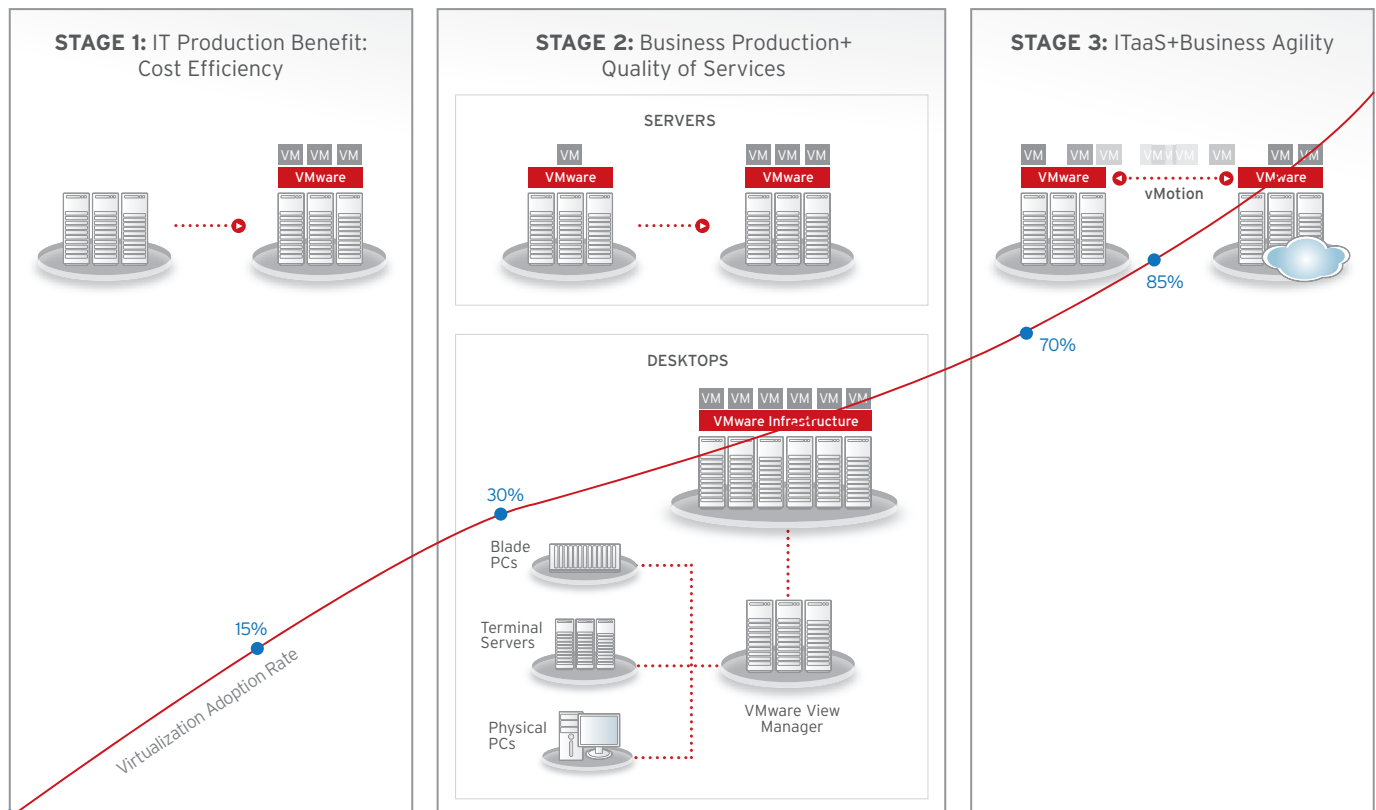 STAGE 1: IT Production Benefit:
Cost Efficiency
VM VM VM
VMware
15%
Virtualization Adoption Rate
STAGE 2: Business Production+
Quality of Services
SERVERS
VM
VMware
VM VM VM
VMware
DESKTOPS
VM VM VM VM VM VM
VMware Infrastructure
30%
Blade
PCs
Terminal
Servers
Physical
PCs
VMware View
Manager
STAGE 3: ITaaS+Business Agility
VM VM VM VM VM VM VM VM
VMware
vMotion
VMware
85%
70%